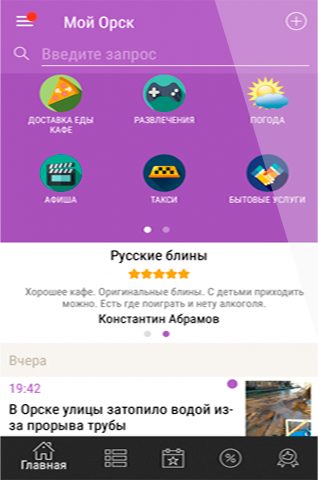 Мой Орск
Введите запрос
ДОСТАВКА ЕДЫ
КАФЕ
РАЗВЛЕЧЕНИЯ
ПОГОДА
АФИША
ТАКСИ
БЫТОВЫЕ УСЛУГИ
Русские блины
Хорошее кафе. Оригинальные блины. С детьми приходить
можно. Есть где поиграть и нету алкоголя.
Константин Абрамов
Вчера
19:42
В Орске улицы затопило водой из-
за прорыва трубы
Главная
%